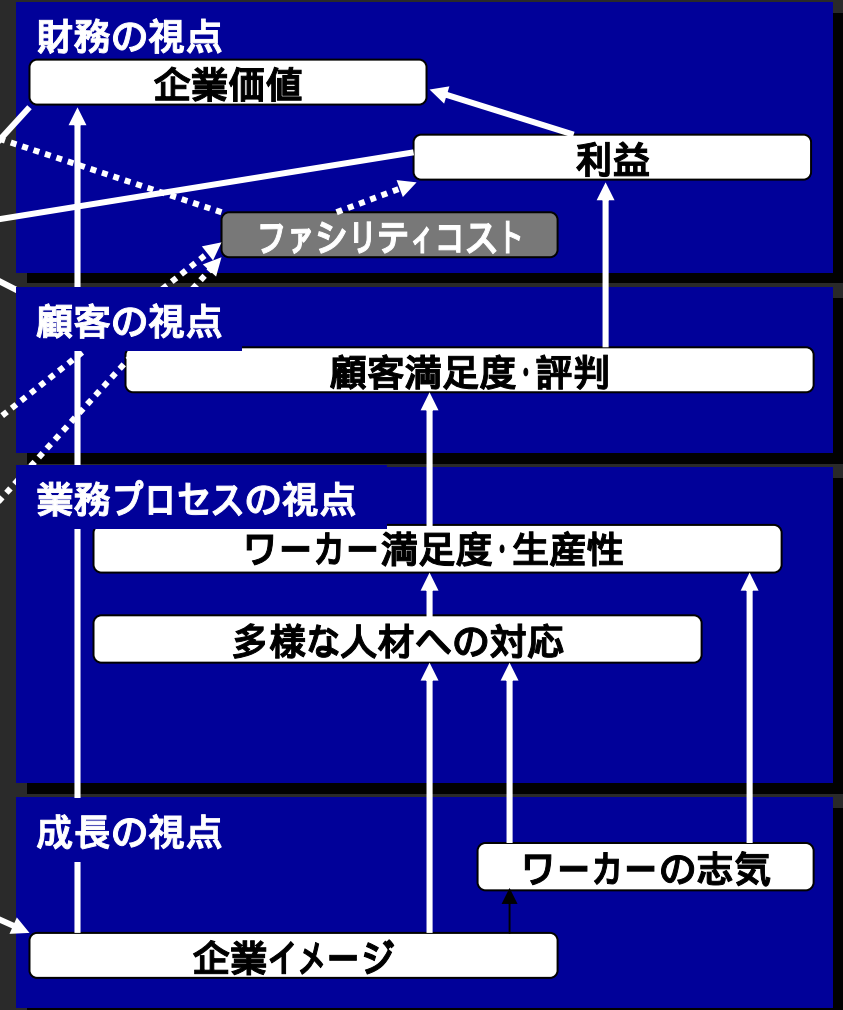 財務の視点
企業価値
利益
ファシリティコスト
顧客の視点
顧客満足度・評判
業務プロセスの視点
ワーカー満足度・生産性
多様な人材への対応
成長の視点
ワーカーの志気
企業イメージ